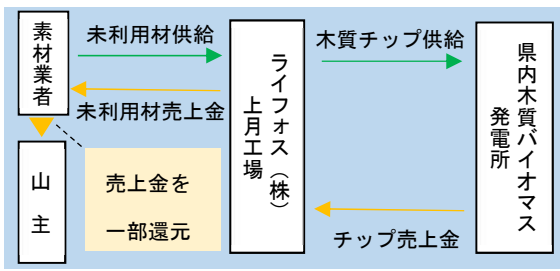 素材業者
未利用材供給
未利用材売上金
山主
売上金を
一部還元
ライフォス（株）
上月工場
木質チップ供給
チップ売上金
県内木質バイオマス
発電所